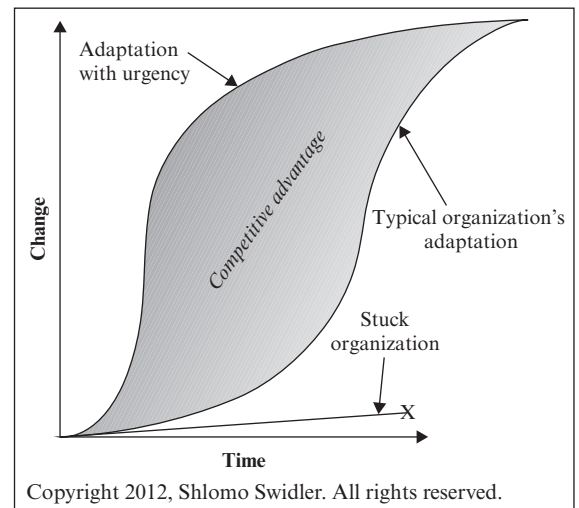 Adaptation
with urgency
Competitive advantage
Change
Typical organization's
adaptation
Stuck
organization
X
Time
Copyright 2012, Shlomo Swidler. All rights reserved.